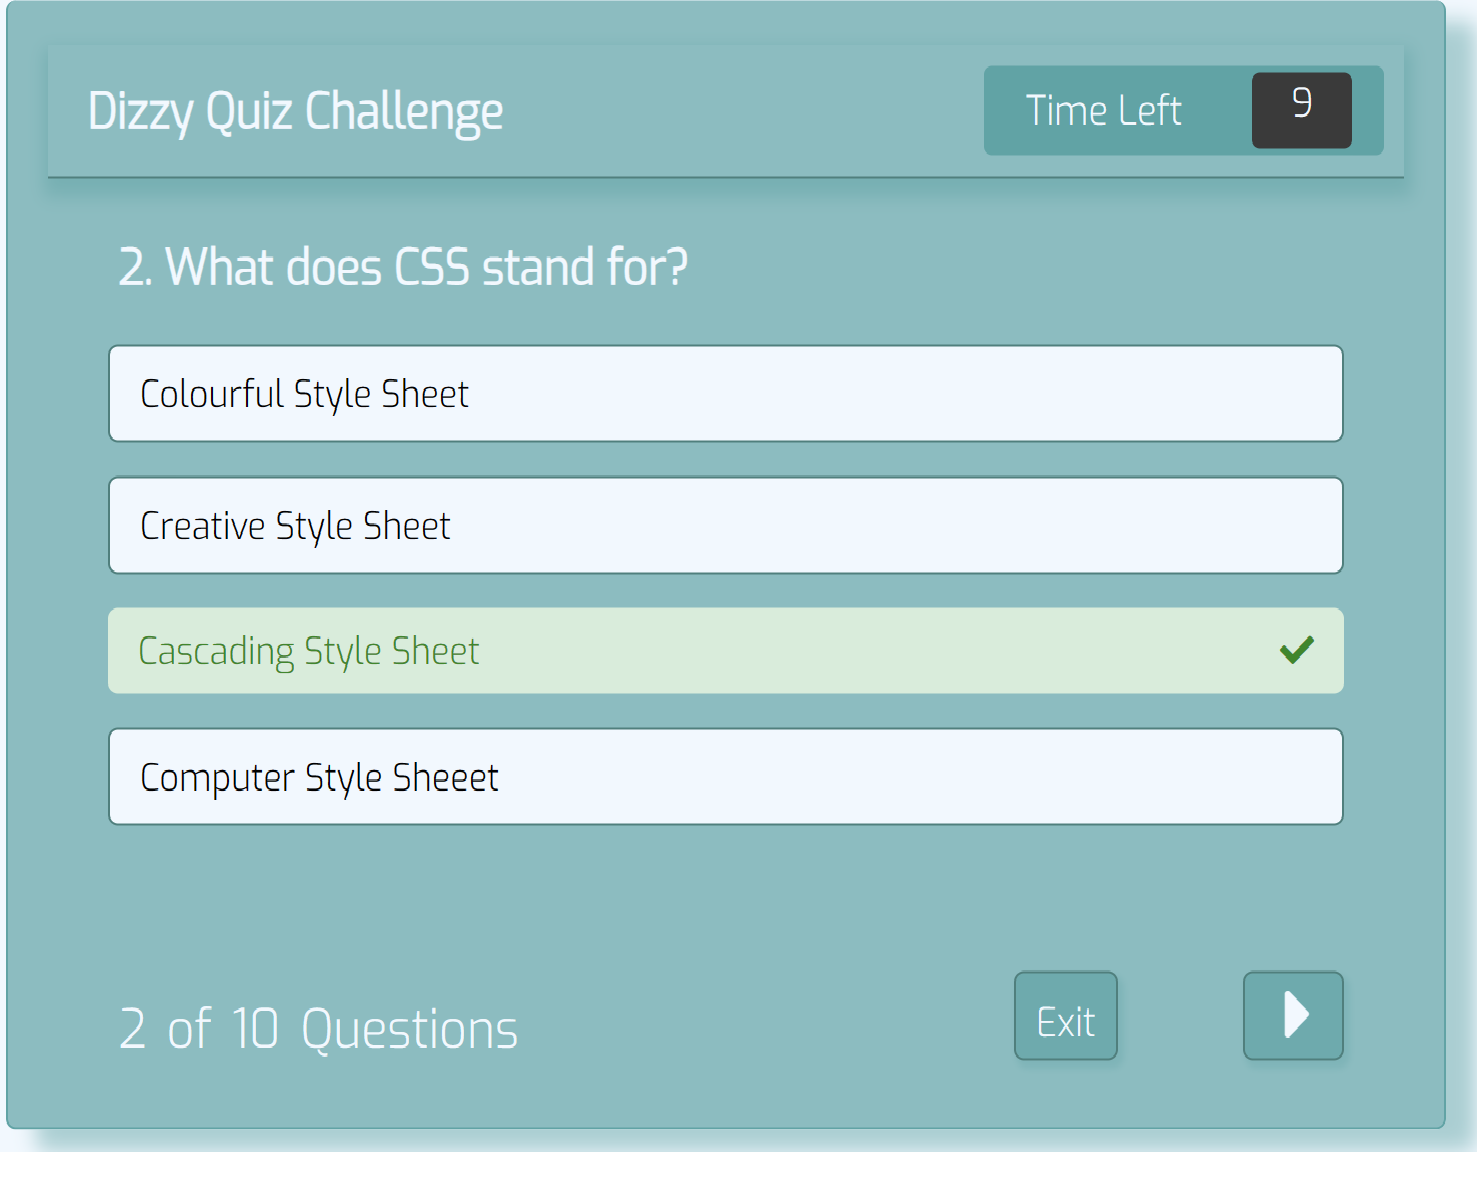 Dizzy Quiz Challenge
Time Left 9
2. What does CSS stand for?
Colourful Style Sheet
Creative Style Sheet
Cascading Style Sheet
Computer Style Sheeet
2 of 10 Questions
Exit